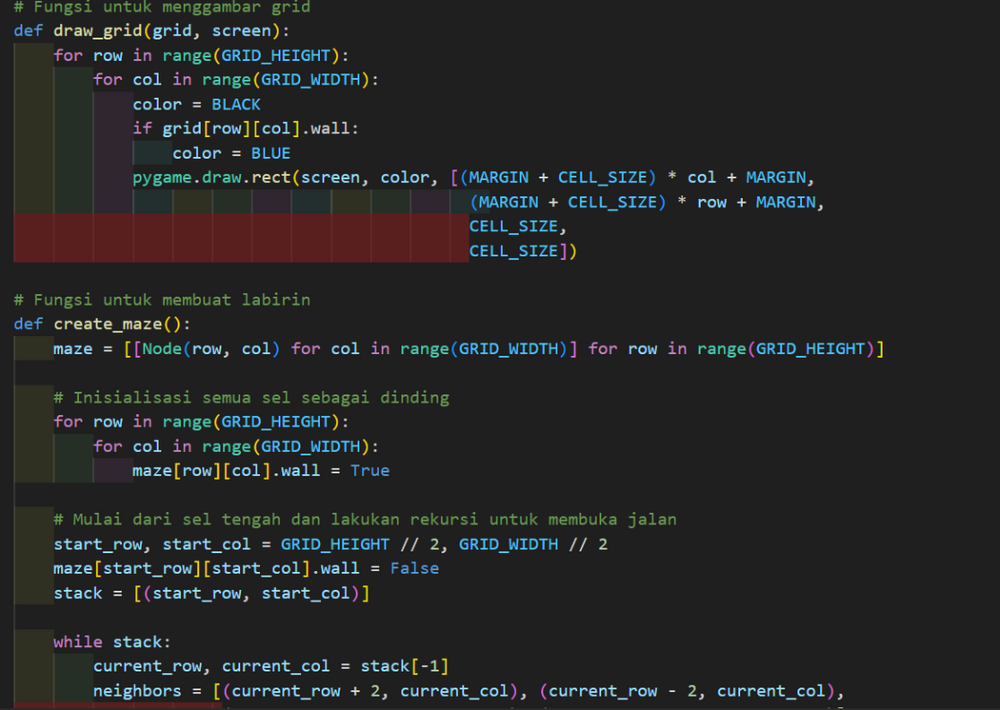 # Fungsi untuk menggambar grid
def draw_grid(grid, screen):
    for row in range(GRID_HEIGHT):
        for col in range(GRID_WIDTH):
            color = BLACK
            if grid[row][col].wall:
                color = BLUE
            pygame.draw.rect(screen, color, [(MARGIN + CELL_SIZE) * col + MARGIN,
                                              (MARGIN + CELL_SIZE) * row + MARGIN,
                                              CELL_SIZE,
                                              CELL_SIZE])

# Fungsi untuk membuat labirin
def create_maze():
    maze = [[Node(row, col) for col in range(GRID_WIDTH)] for row in range(GRID_HEIGHT)]

    # Inisialisasi semua sel sebagai dinding
    for row in range(GRID_HEIGHT):
        for col in range(GRID_WIDTH):
            maze[row][col].wall = True

    # Mulai dari sel tengah dan lakukan rekursi untuk membuka jalan
    start_row, start_col = GRID_HEIGHT // 2, GRID_WIDTH // 2
    maze[start_row][start_col].wall = False
    stack = [(start_row, start_col)]

    while stack:
        current_row, current_col = stack[-1]
        neighbors = [(current_row + 2, current_col), (current_row - 2, current_col),